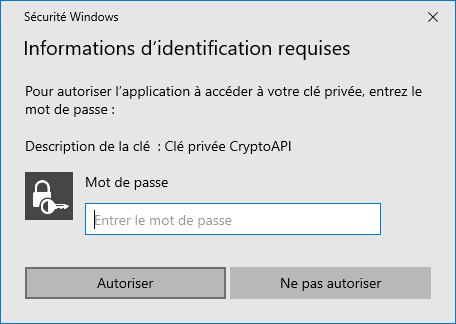 Sécurité Windows
Informations d’identification requises
Pour autoriser l’application à accéder à votre clé privée, entrez le
mot de passe :
Description de la clé  : Clé privée CryptoAPI
Mot de passe
Entrer le mot de passe
Autoriser
Ne pas autoriser